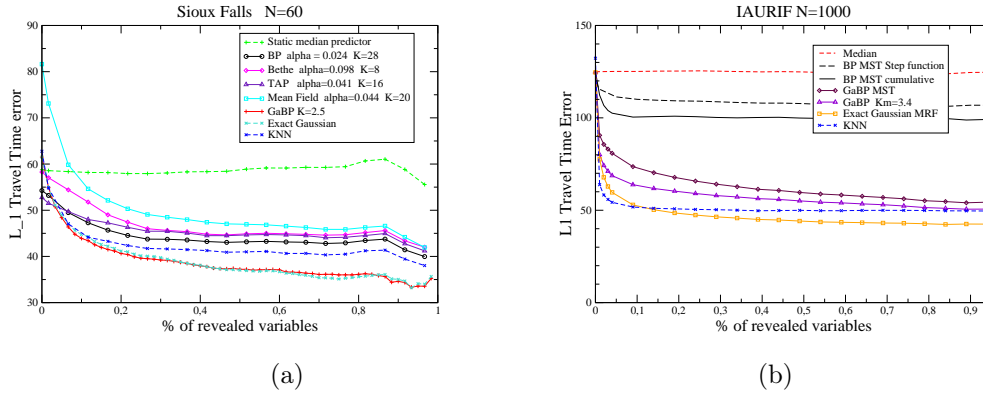 Sioux Falls N=60
L_1 Travel Time error
90
80
70
60
50
40
30
0
0,2
0,4
0,6
0,8
1
% of revealed variables
Static median predictor
BP alpha = 0.024 K=28
Bethe alpha=0.098 K=8
TAP alpha=0.041 K=16
Mean Field alpha=0.044 K=20
GaBP K=2.5
Exact Gaussian
KNN
(a)
IAURIF N=1000
L1 Travel Time Error
150
100
50
0
0
0,1
0,2
0,3
0,4
0,5
0,6
0,7
0,8
0,9
% of revealed variables
Median
BP MST Step function
BP MST cumulative
GaBP MST
GaBP Km=3.4
Exact Gaussian MRF
KNN
(b)